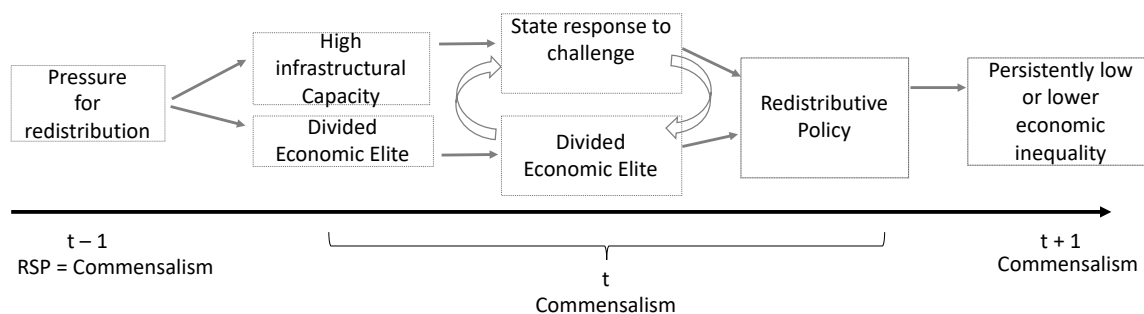 Pressure
for
redistribution
High
infrastructural
Capacity
Divided
Economic Elite
State response to
challenge
Divided
Economic Elite
Redistributive
Policy
Persistently low
or lower
economic
inequality
t – 1
RSP = Commensalism
t
Commensalism
t + 1
Commensalism